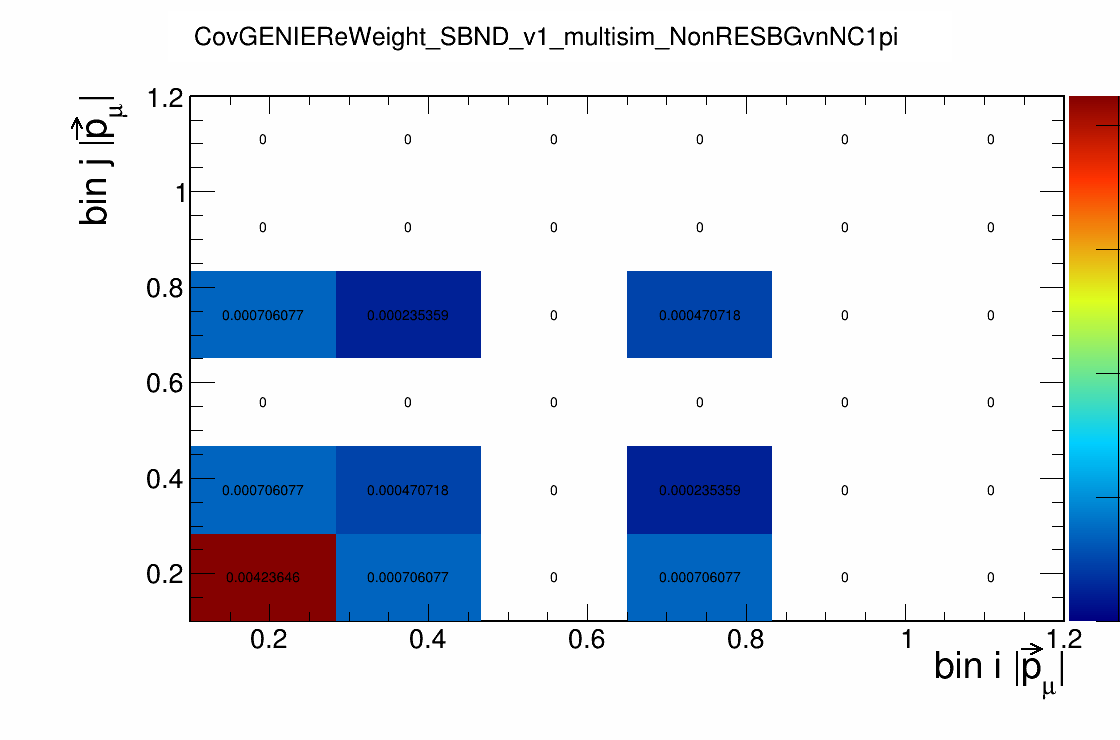 CovGENIEReWeight_SBND_v1_multisim_NonRESBGvnNC1pi
bin j |p⃗μ|
1.2
0 0 0 0 0 0
1
0 0 0 0 0 0
0.8
0.000706077 0.000235359 0 0.000470718 0 0
0.6
0 0 0 0 0 0
0.4
0.000706077 0.000470718 0 0.000235359 0 0
0.2
0.00423646 0.000706077 0 0.000706077 0 0
0.2 0.4 0.6 0.8 1 1.2
bin i |p⃗μ|